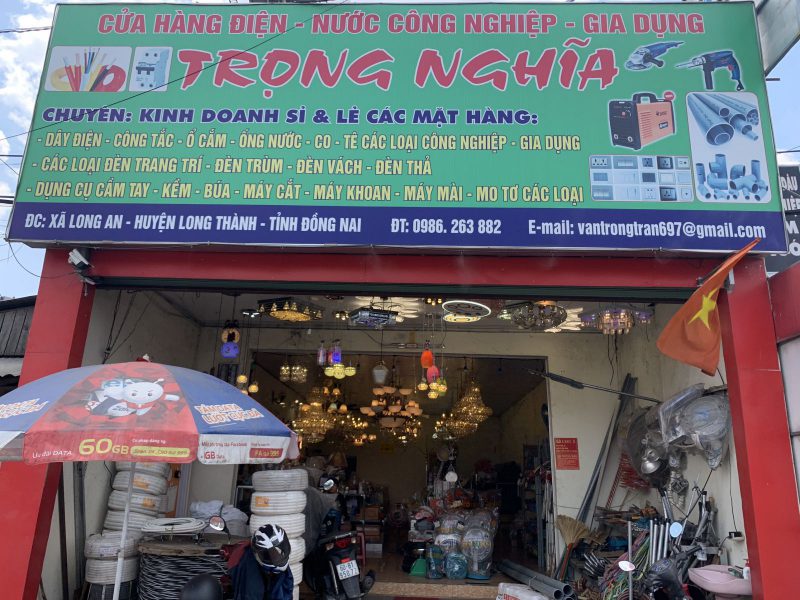 CỬA HÀNG ĐIỆN - NƯỚC CÔNG NGHIỆP - GIA DỤNG
TRỌNG NGHĨA
CHUYÊN: KINH DOANH SỈ & LẺ CÁC MẶT HÀNG:
- DÂY ĐIỆN - CÔNG TẮC - Ổ CẮM - ỐNG NƯỚC - CO - TÊ CÁC LOẠI CÔNG NGHIỆP - GIA DỤNG
- CÁC LOẠI ĐÈN TRANG TRÍ - ĐÈN TRÙM - ĐÈN VÁCH - ĐÈN THẢ
- DỤNG CỤ CẦM TAY - KỀM - BÚA - MÁY CẮT - MÁY KHOAN - MÁY MÀI - MO TƠ CÁC LOẠI
ĐC: XÃ LONG AN - HUYỆN LONG THÀNH - TỈNH ĐỒNG NAI ĐT: 0986. 263 882 E-mail: vantrongtran697@gmail.com
60GB
Ưu đãi DATA